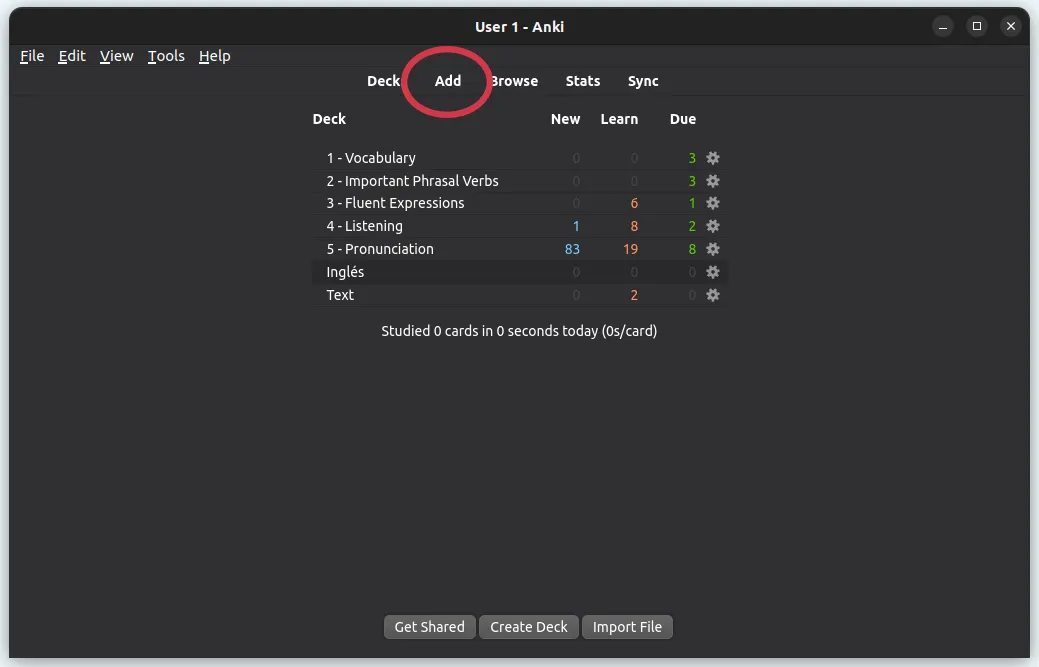 User 1 - Anki
File Edit View Tools Help
Deck Add Browse Stats Sync
Deck New Learn Due
1 - Vocabulary 0 0 3
2 - Important Phrasal Verbs 0 0 3
3 - Fluent Expressions 0 6 1
4 - Listening 1 8 2
5 - Pronunciation 83 19 8
Inglés 0 0 0
Text 0 2 0
Studied 0 cards in 0 seconds today (0s/card)
Get Shared Create Deck Import File